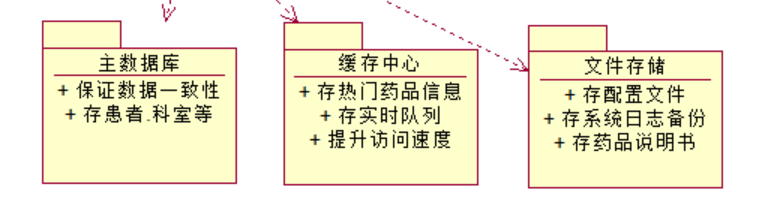 主数据库
+ 保证数据一致性
+ 存患者.科室等
缓存中心
+ 存热门药品信息
+ 存实时队列
+ 提升访问速度
文件存储
+ 存配置文件
+ 存系统日志备份
+ 存药品说明书